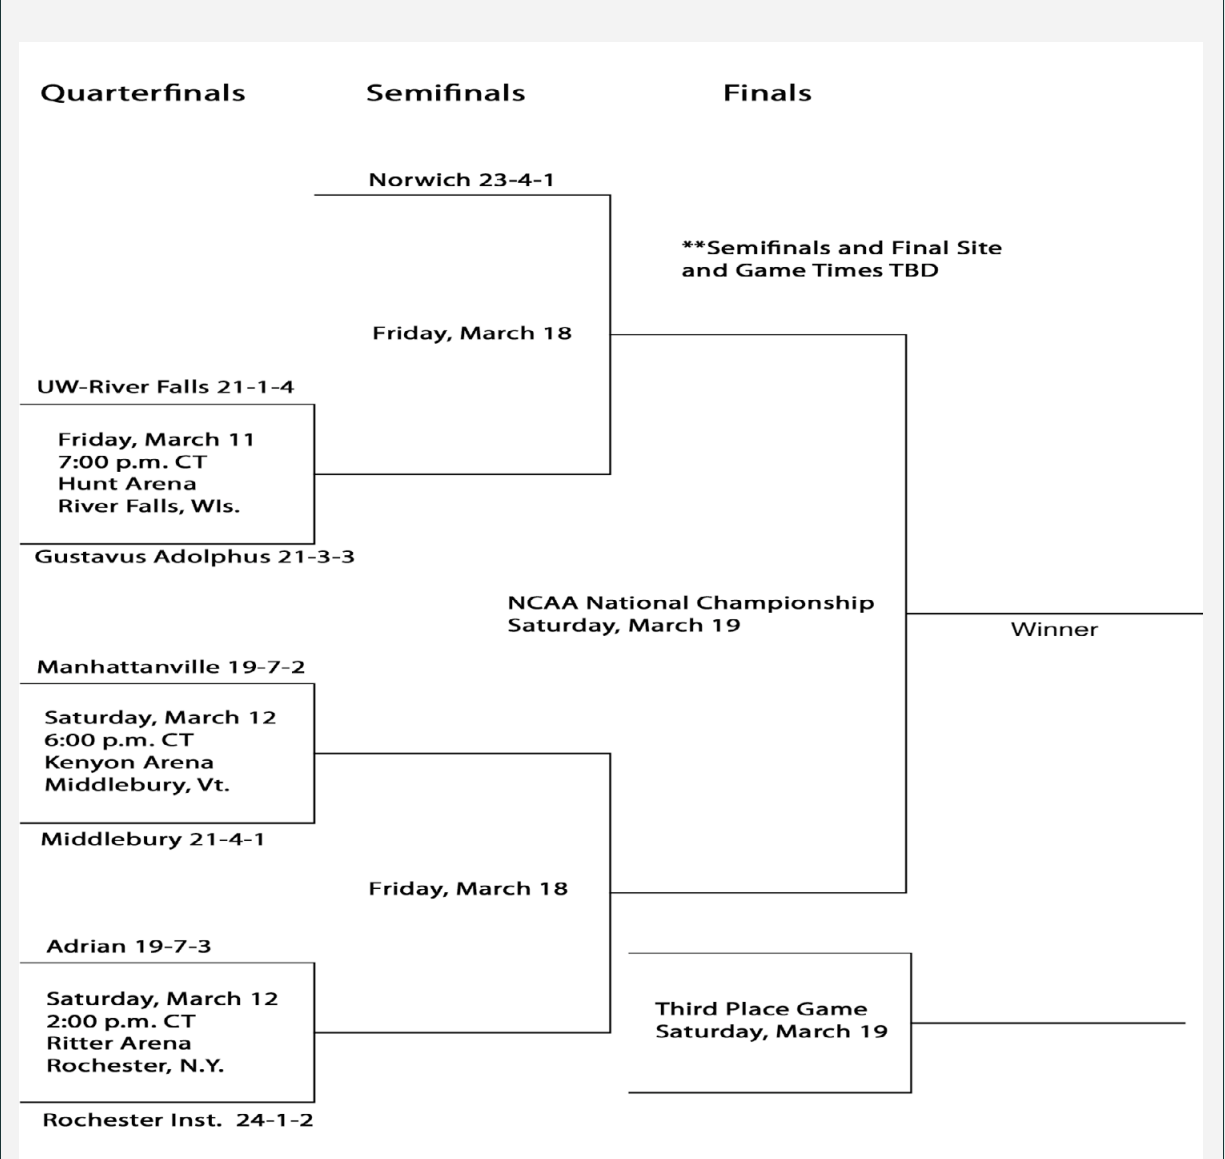 Quarterfinals
Semifinals
Finals
Norwich 23-4-1
**Semifinals and Final Site
and Game Times TBD
Friday, March 18
UW-River Falls 21-1-4
Friday, March 11
7:00 p.m. CT
Hunt Arena
River Falls, WIs.
Gustavus Adolphus 21-3-3
NCAA National Championship
Saturday, March 19
Winner
Manhattanville 19-7-2
Saturday, March 12
6:00 p.m. CT
Kenyon Arena
Middlebury, Vt.
Middlebury 21-4-1
Friday, March 18
Adrian 19-7-3
Saturday, March 12
2:00 p.m. CT
Ritter Arena
Rochester, N.Y.
Third Place Game
Saturday, March 19
Rochester Inst. 24-1-2